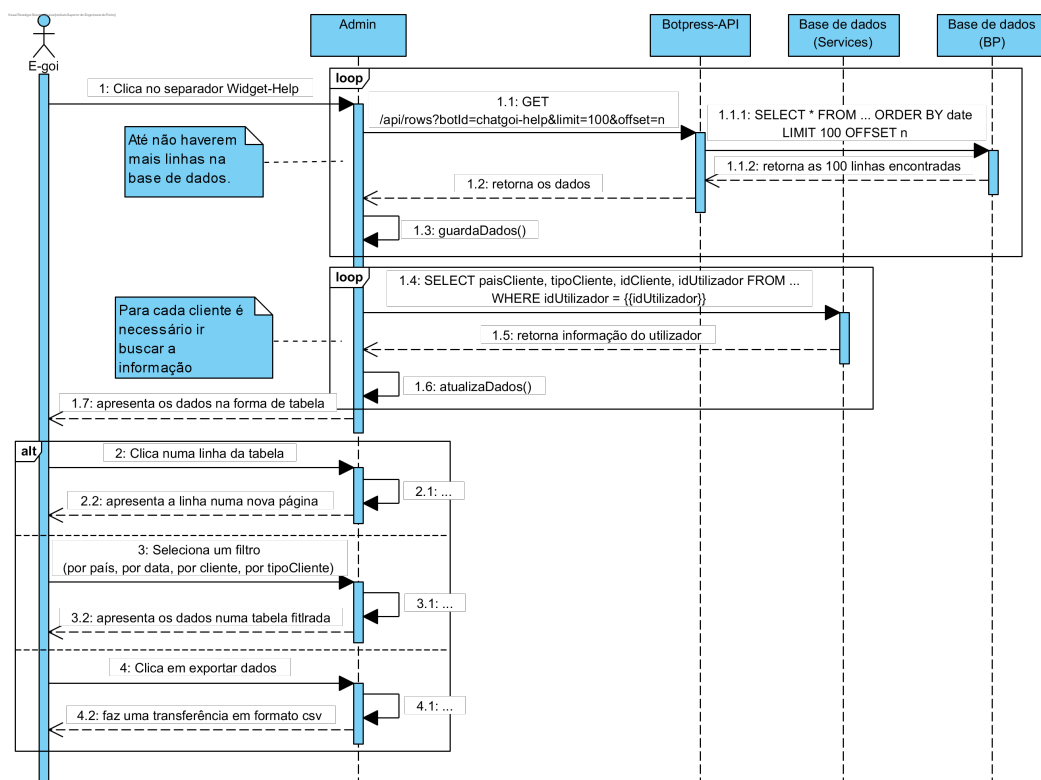 E-goi
Admin
Botpress-API
Base de dados
(Services)
Base de dados
(BP)
loop
1: Clica no separador Widget-Help
1.1: GET
/api/rows?botId=chatgoi-help&limit=100&offset=n
1.1.1: SELECT * FROM ... ORDER BY date
LIMIT 100 OFFSET n
Até não haverem
mais linhas na
base de dados.
1.1.2: retorna as 100 linhas encontradas
1.2: retorna os dados
1.3: guardaDados()
loop
1.4: SELECT paisCliente, tipoCliente, idCliente, idUtilizador FROM ...
WHERE idUtilizador = {{idUtilizador}}
Para cada cliente é
necessário ir
buscar a
informação
1.5: retorna informação do utilizador
1.6: atualizaDados()
1.7: apresenta os dados na forma de tabela
alt
2: Clica numa linha da tabela
2.1: ...
2.2: apresenta a linha numa nova página
3: Seleciona um filtro
(por país, por data, por cliente, por tipoCliente)
3.1: ...
3.2: apresenta os dados numa tabela fitlrada
4: Clica em exportar dados
4.1: ...
4.2: faz uma transferência em formato csv